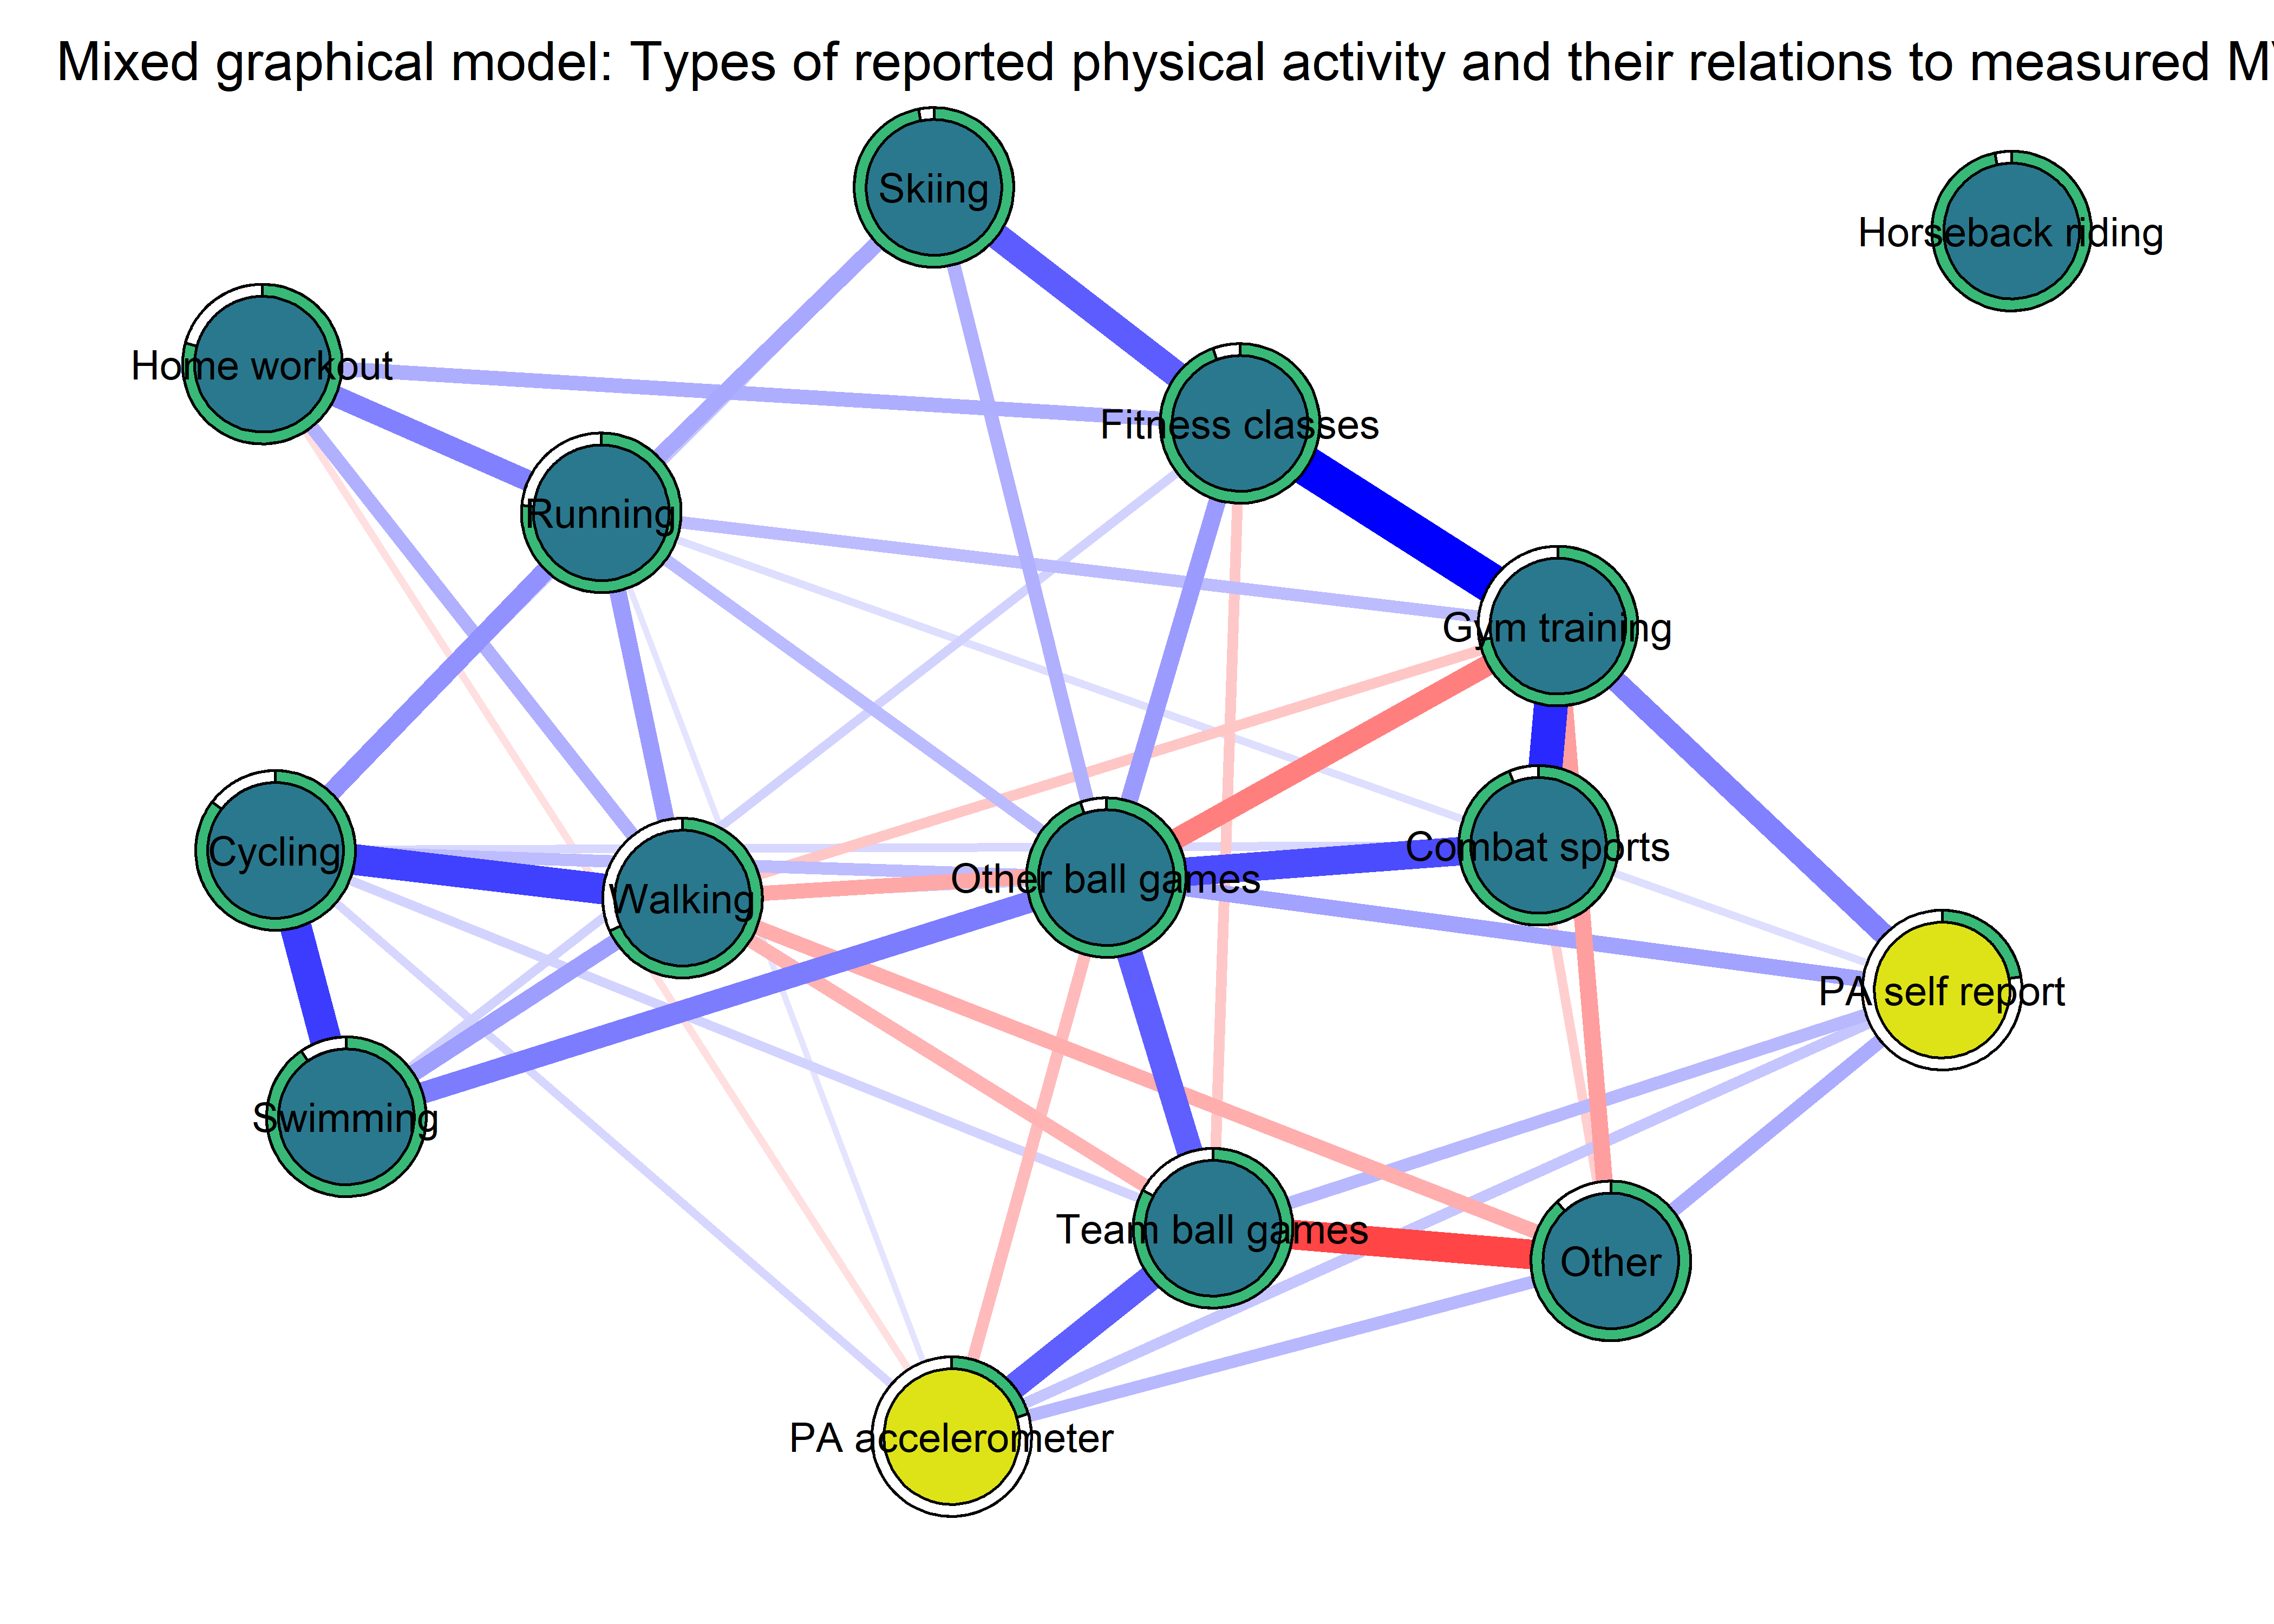 Mixed graphical model: Types of reported physical activity and their relations to measured M
Skiing
Horseback riding
Home workout
Fitness classes
Running
Gym training
Cycling
Combat sports
Other ball games
Walking
PA self report
Swimming
Team ball games
Other
PA accelerometer